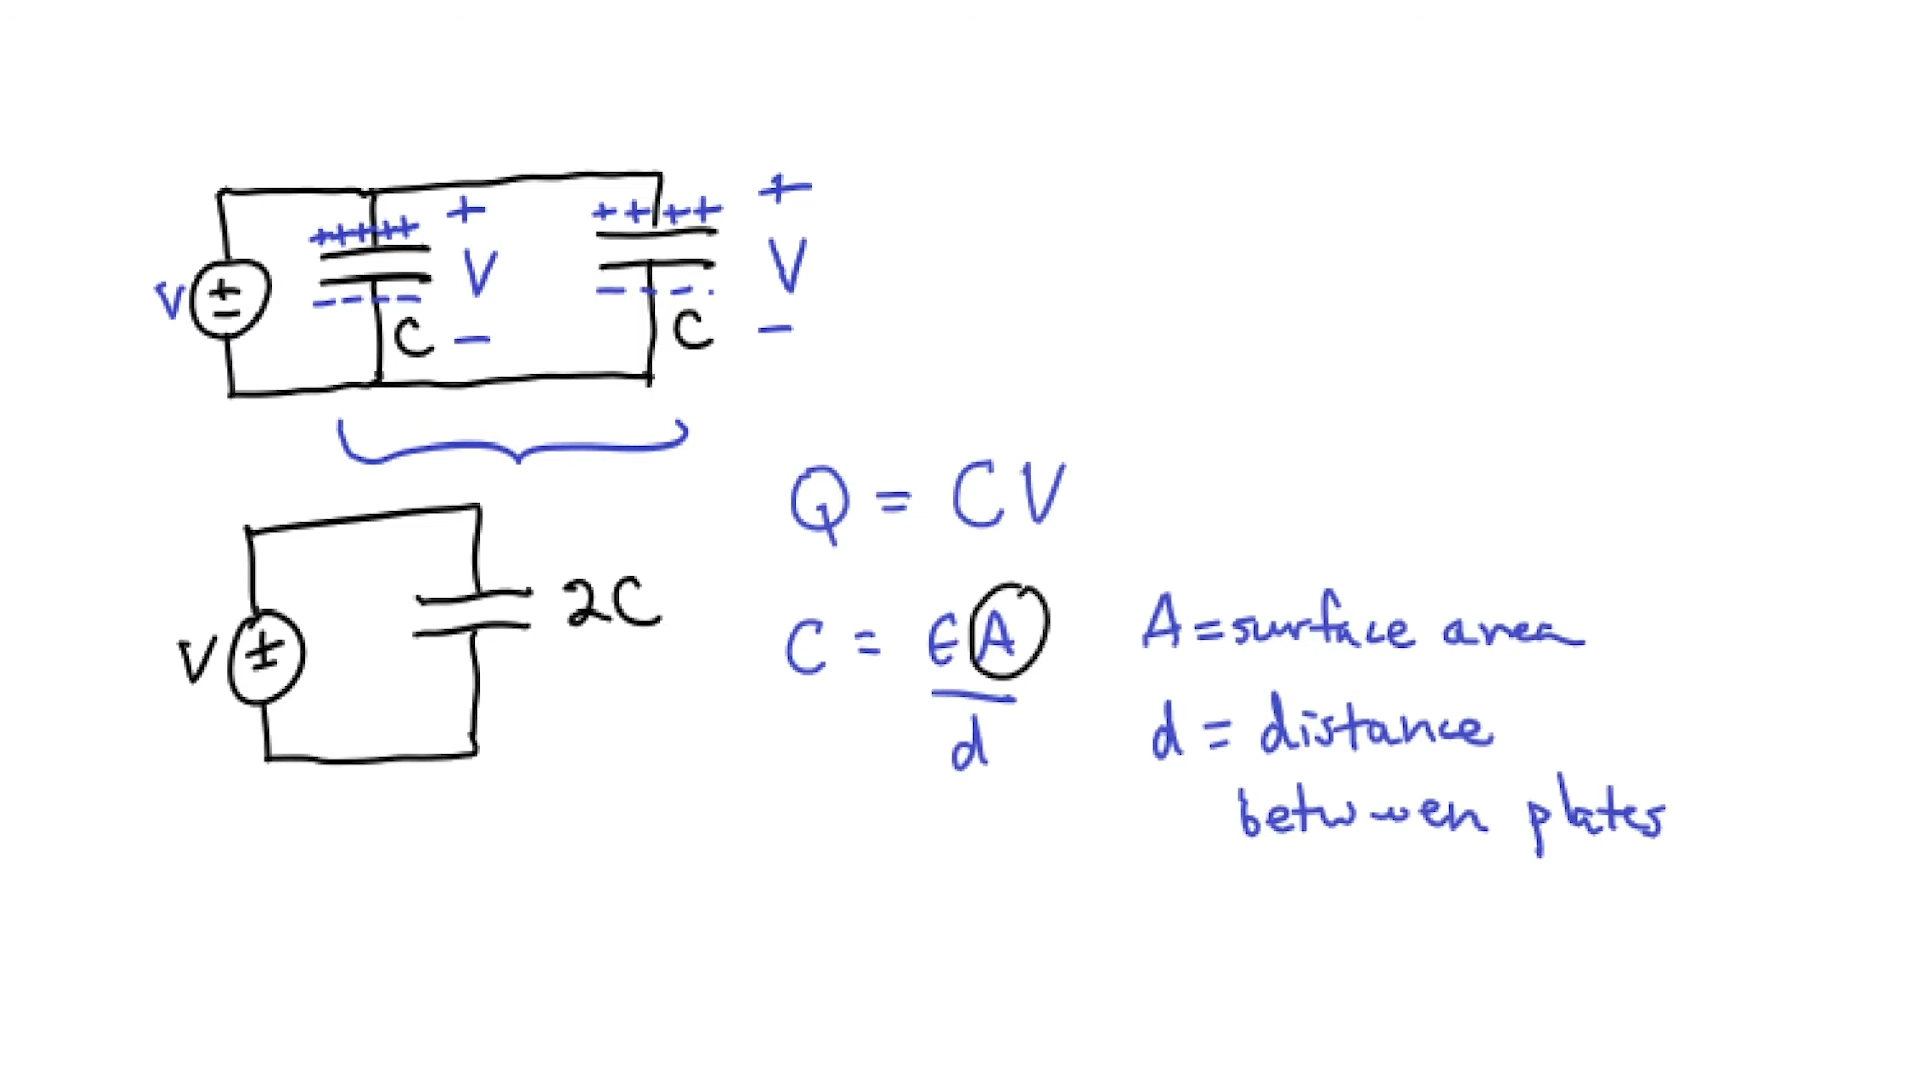 + + + + + + + + + +
+
V ± V V
- - - - - - - -
C - C -
Q = CV
V ± 2C
C = ϵA
d
A = surface area
d = distance
between plates